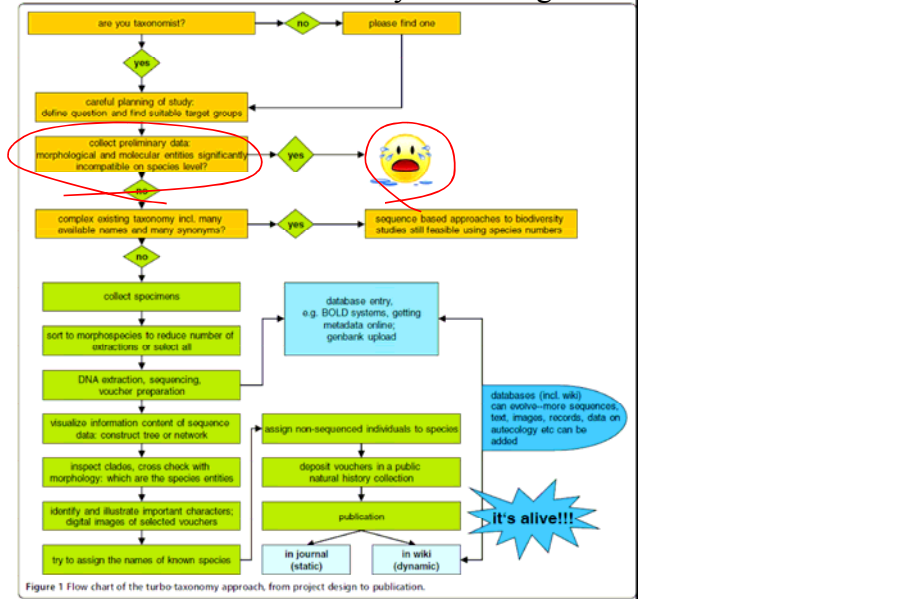 are you taxonomist?
no
please find one
yes
careful planning of study:
define question and find suitable target groups
collect preliminary data:
morphological and molecular entities significantly
incompatible on species level?
yes
no
complex existing taxonomy incl. many
available names and many synonyms?
yes
sequence based approaches to biodiversity
studies still feasible using species numbers
no
collect specimens
database entry,
e.g. BOLD systems, getting
metadata online;
genbank upload
sort to morphospecies to reduce number of
extractions or select all
DNA extraction, sequencing,
voucher preparation
databases (incl. wiki)
can evolve--more sequences,
text, images, records, data on
autecology etc can be
added
visualize information content of sequence
data: construct tree or network
assign non-sequenced individuals to species
inspect clades, cross check with
morphology: which are the species entities
deposit vouchers in a public
natural history collection
identify and illustrate important characters;
digital images of selected vouchers
publication
it's alive!!!
try to assign the names of known species
in journal
(static)
in wiki
(dynamic)
Figure 1 Flow chart of the turbo-taxonomy approach, from project design to publication.